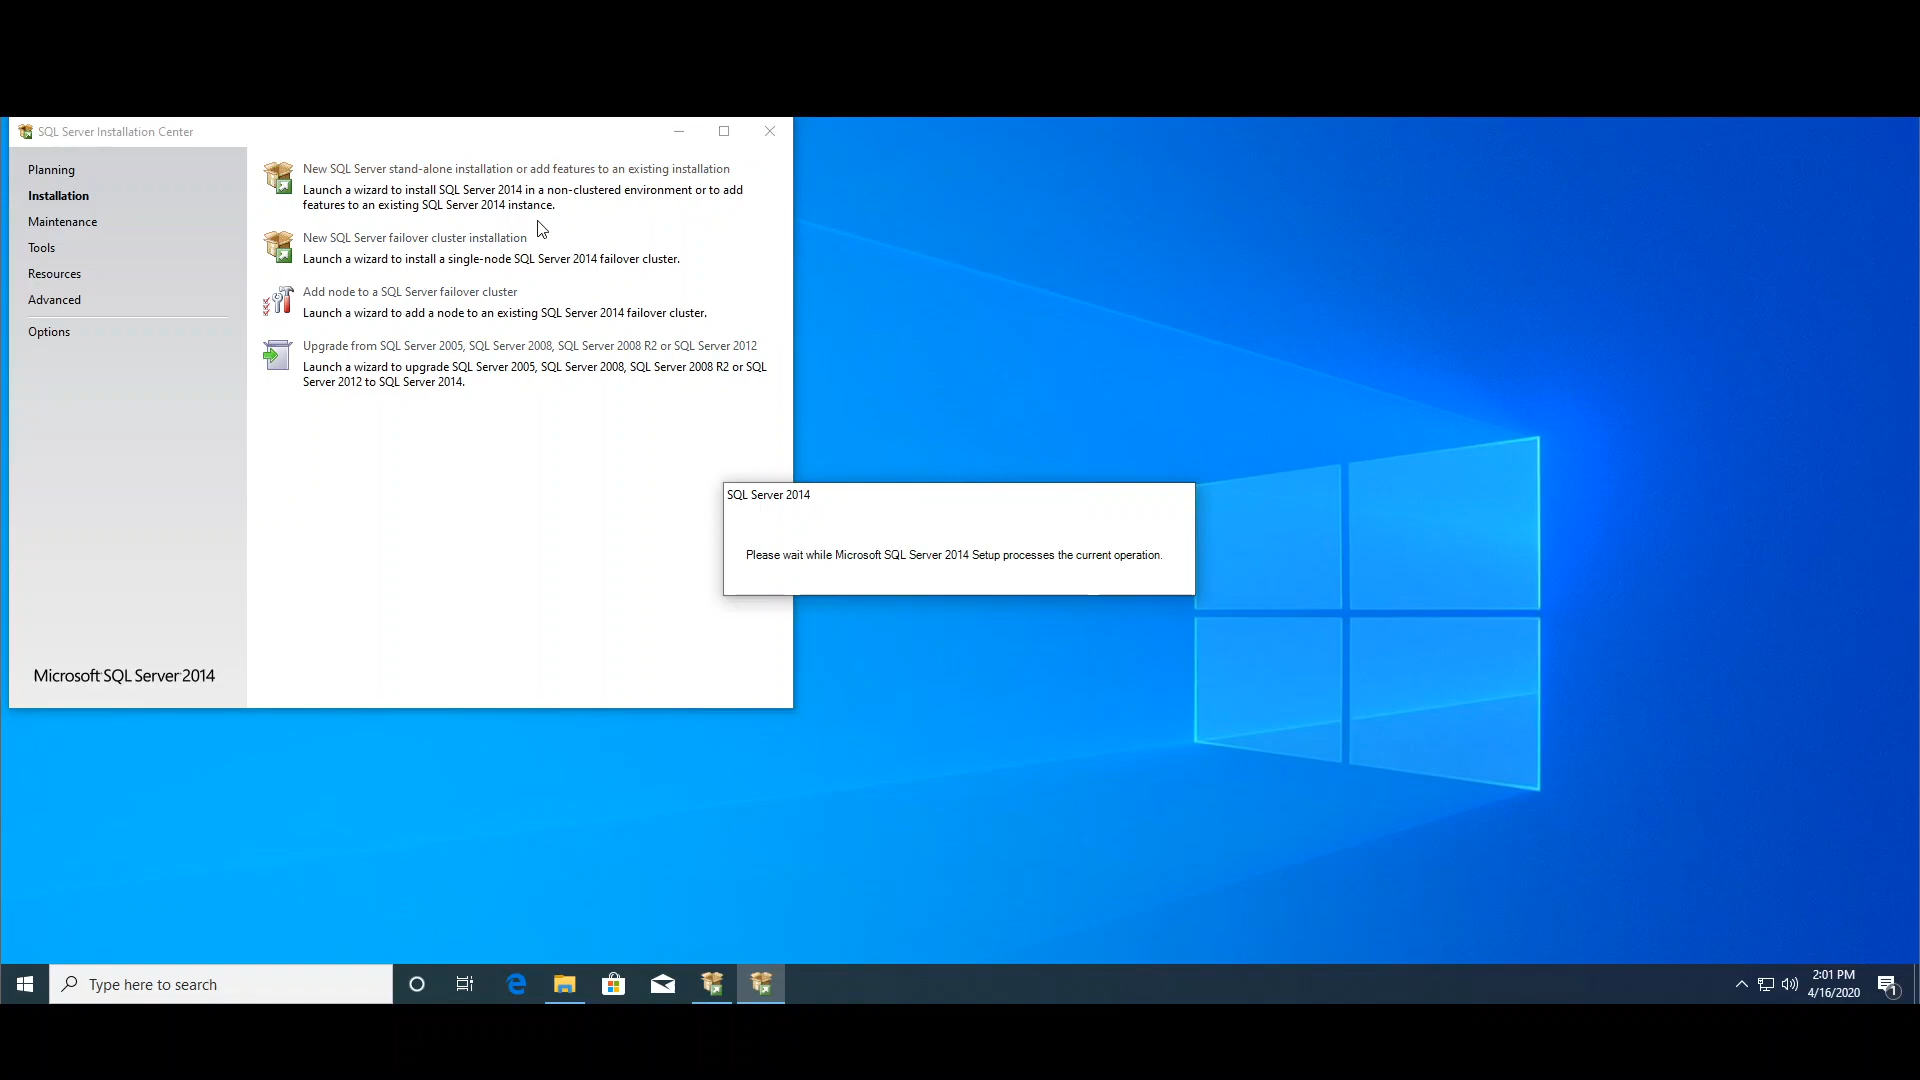 SQL Server Installation Center
Planning
Installation
Maintenance
Tools
Resources
Advanced
Options
Microsoft SQL Server 2014
New SQL Server stand-alone installation or add features to an existing installation
Launch a wizard to install SQL Server 2014 in a non-clustered environment or to add
features to an existing SQL Server 2014 instance.
New SQL Server failover cluster installation
Launch a wizard to install a single-node SQL Server 2014 failover cluster.
Add node to a SQL Server failover cluster
Launch a wizard to add a node to an existing SQL Server 2014 failover cluster.
Upgrade from SQL Server 2005, SQL Server 2008, SQL Server 2008 R2 or SQL Server 2012
Launch a wizard to upgrade SQL Server 2005, SQL Server 2008, SQL Server 2008 R2 or SQL
Server 2012 to SQL Server 2014.
SQL Server 2014
Please wait while Microsoft SQL Server 2014 Setup processes the current operation.
Type here to search
2:01 PM
4/16/2020
1